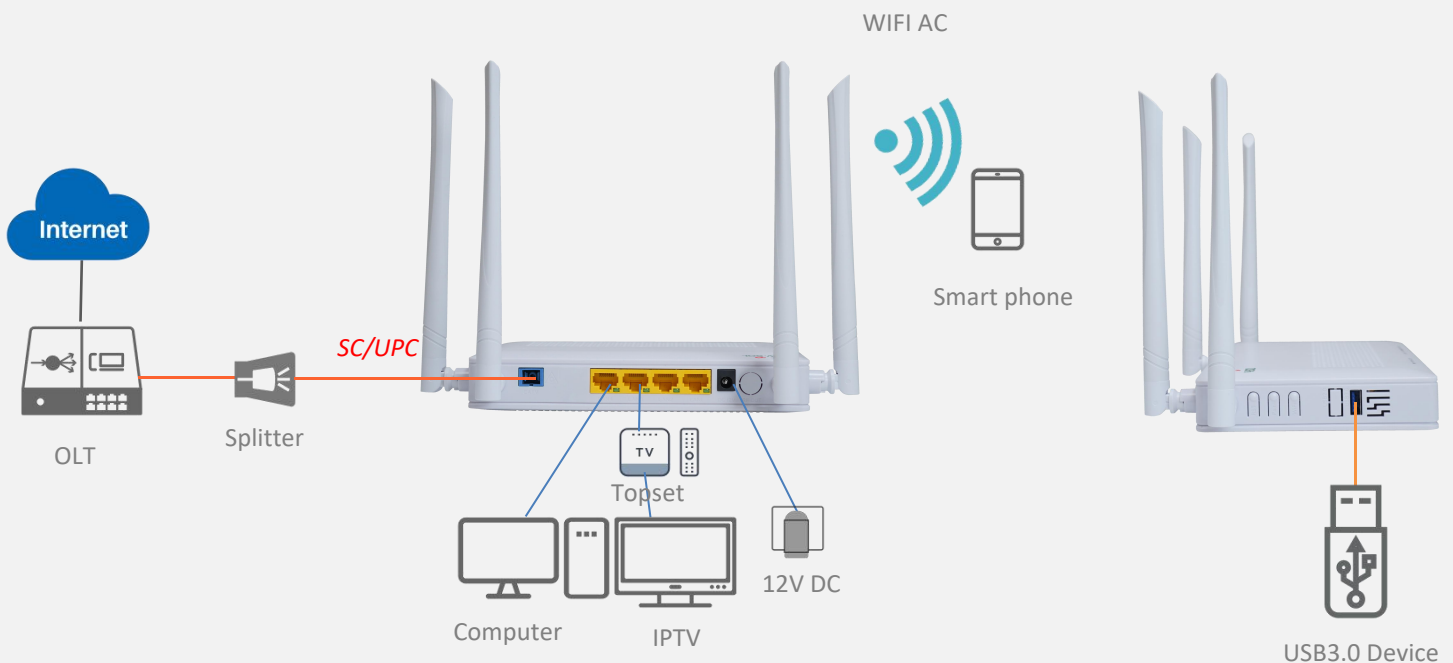 WIFI AC
Internet
SC/UPC
Smart phone
OLT
Splitter
TV
Topset
12V DC
Computer
IPTV
USB3.0 Device